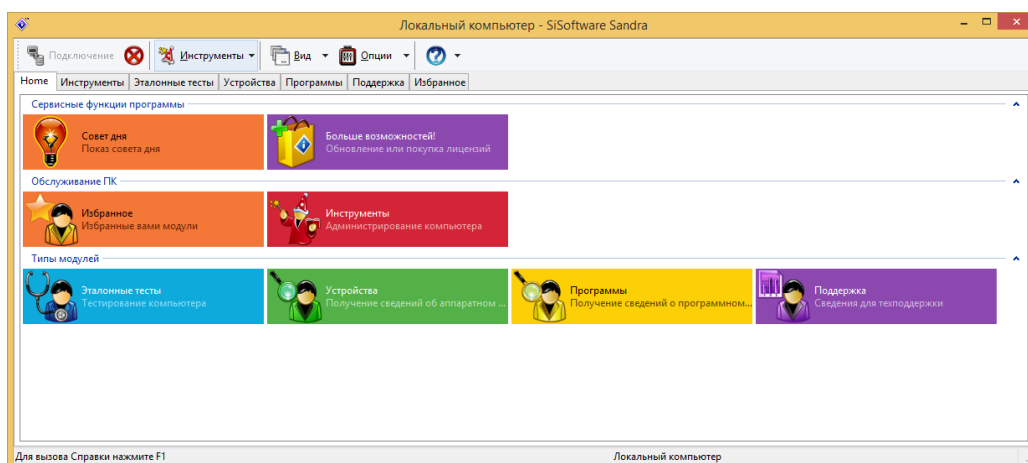 Локальный компьютер - SiSoftware Sandra
Подключение Инструменты Вид Опции
Home Инструменты Эталонные тесты Устройства Программы Поддержка Избранное
Сервисные функции программы
Совет дня
Показ совета дня
Больше возможностей!
Обновление или покупка лицензий
Обслуживание ПК
Избранное
Избранные вами модули
Инструменты
Администрирование компьютера
Типы модулей
Эталонные тесты
Тестирование компьютера
Устройства
Получение сведений об аппаратном ...
Программы
Получение сведений о программном...
Поддержка
Сведения для техподдержки
Для вызова Справки нажмите F1
Локальный компьютер